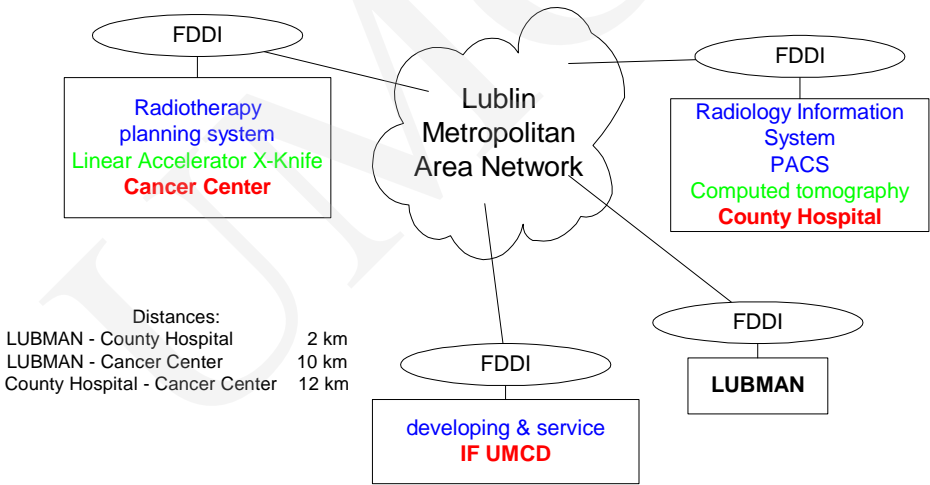 FDDI
Radiotherapy
planning system
Linear Accelerator X-Knife
Cancer Center
Lublin
Metropolitan
Area Network
FDDI
Radiology Information
System
PACS
Computed tomography
County Hospital
Distances:
LUBMAN - County Hospital 2 km
LUBMAN - Cancer Center 10 km
County Hospital - Cancer Center 12 km
FDDI
developing & service
IF UMCD
FDDI
LUBMAN
UMC